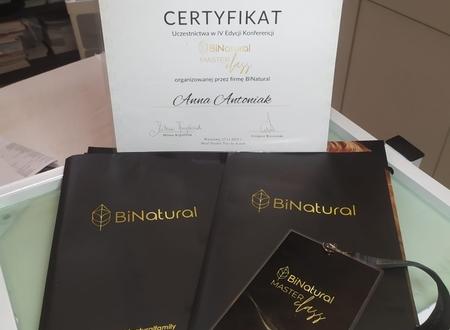 CERTYFIKAT
Uczestnictwa w IV Edycji Konferencji
BiNatural
MASTER class
organizowanej przez firmę BiNatural
Anna Antoniak
BiNatural
BiNatural
BiNatural
MASTER
class